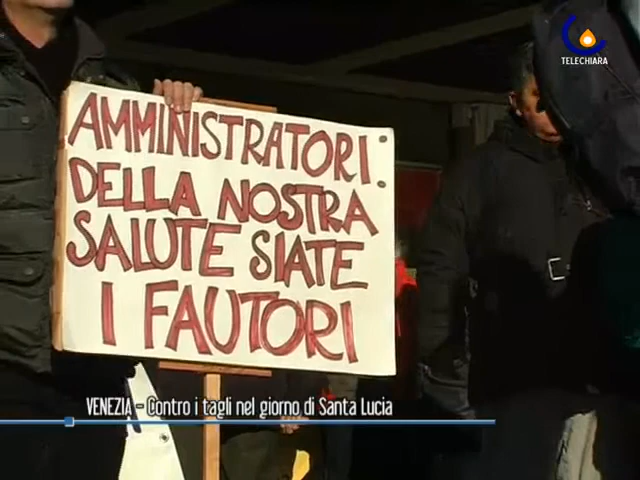 TELECHIARA
AMMINISTRATORI
DELLA NOSTRA
SALUTE SIATE
I FAUTORI
VENEZIA - Contro i tagli nel giorno di Santa Lucia